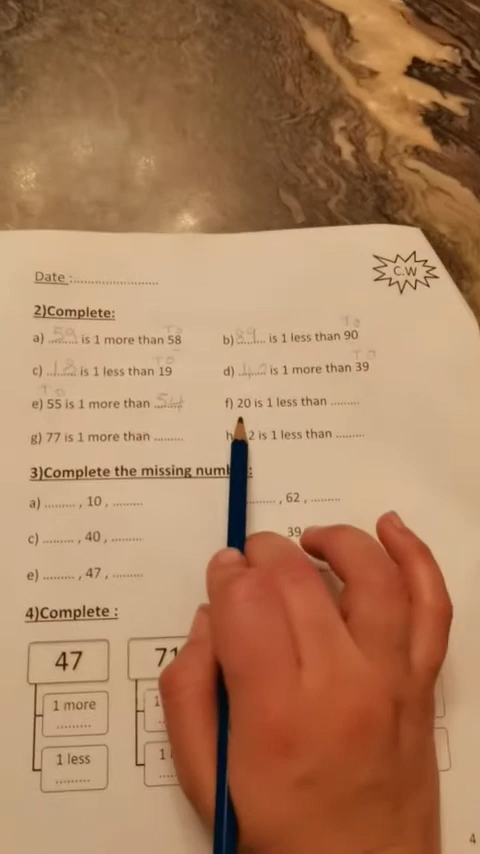 Date :........................
C.W
2)Complete:
T O
a) ..59.. is 1 more than 58
T O
b) 89 ... is 1 less than 90
T O
c) ..18.. is 1 less than 19
T O
d) ..40 is 1 more than 39
T O
e) 55 is 1 more than ..54..
f) 20 is 1 less than .........
g) 77 is 1 more than .........
2 is 1 less than .........
3)Complete the missing num :
a) ......... , 10 , .........
....... , 62 , .........
c) ......... , 40 , .........
39
e) ......... , 47 , .........
4)Complete :
47
71
1 more
.........
1 less
.........
4